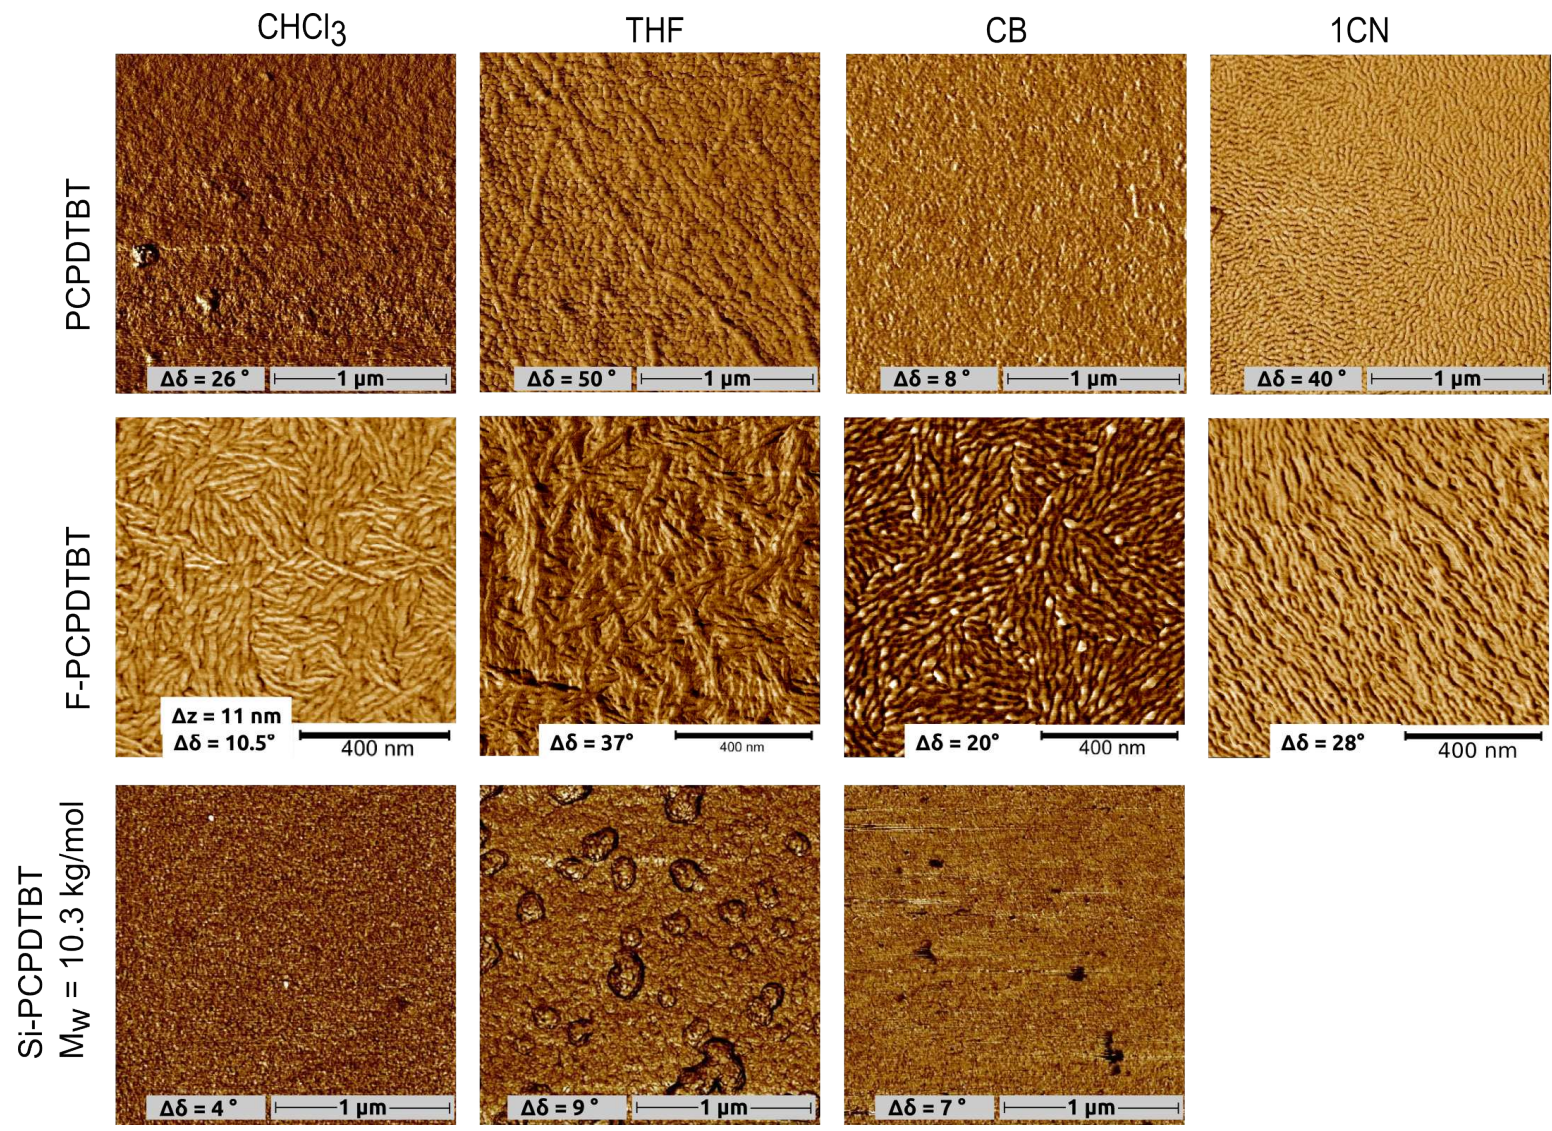 CHCl3
THF
CB
1CN
PCPDTBT
Δδ = 26 °
1 µm
Δδ = 50 °
1 µm
Δδ = 8 °
1 µm
Δδ = 40 °
1 µm
F-PCPDTBT
Δz = 11 nm
Δδ = 10.5°
400 nm
Δδ = 37°
400 nm
Δδ = 20°
400 nm
Δδ = 28°
400 nm
Si-PCPDTBT
Mw = 10.3 kg/mol
Δδ = 4 °
1 µm
Δδ = 9 °
1 µm
Δδ = 7 °
1 µm